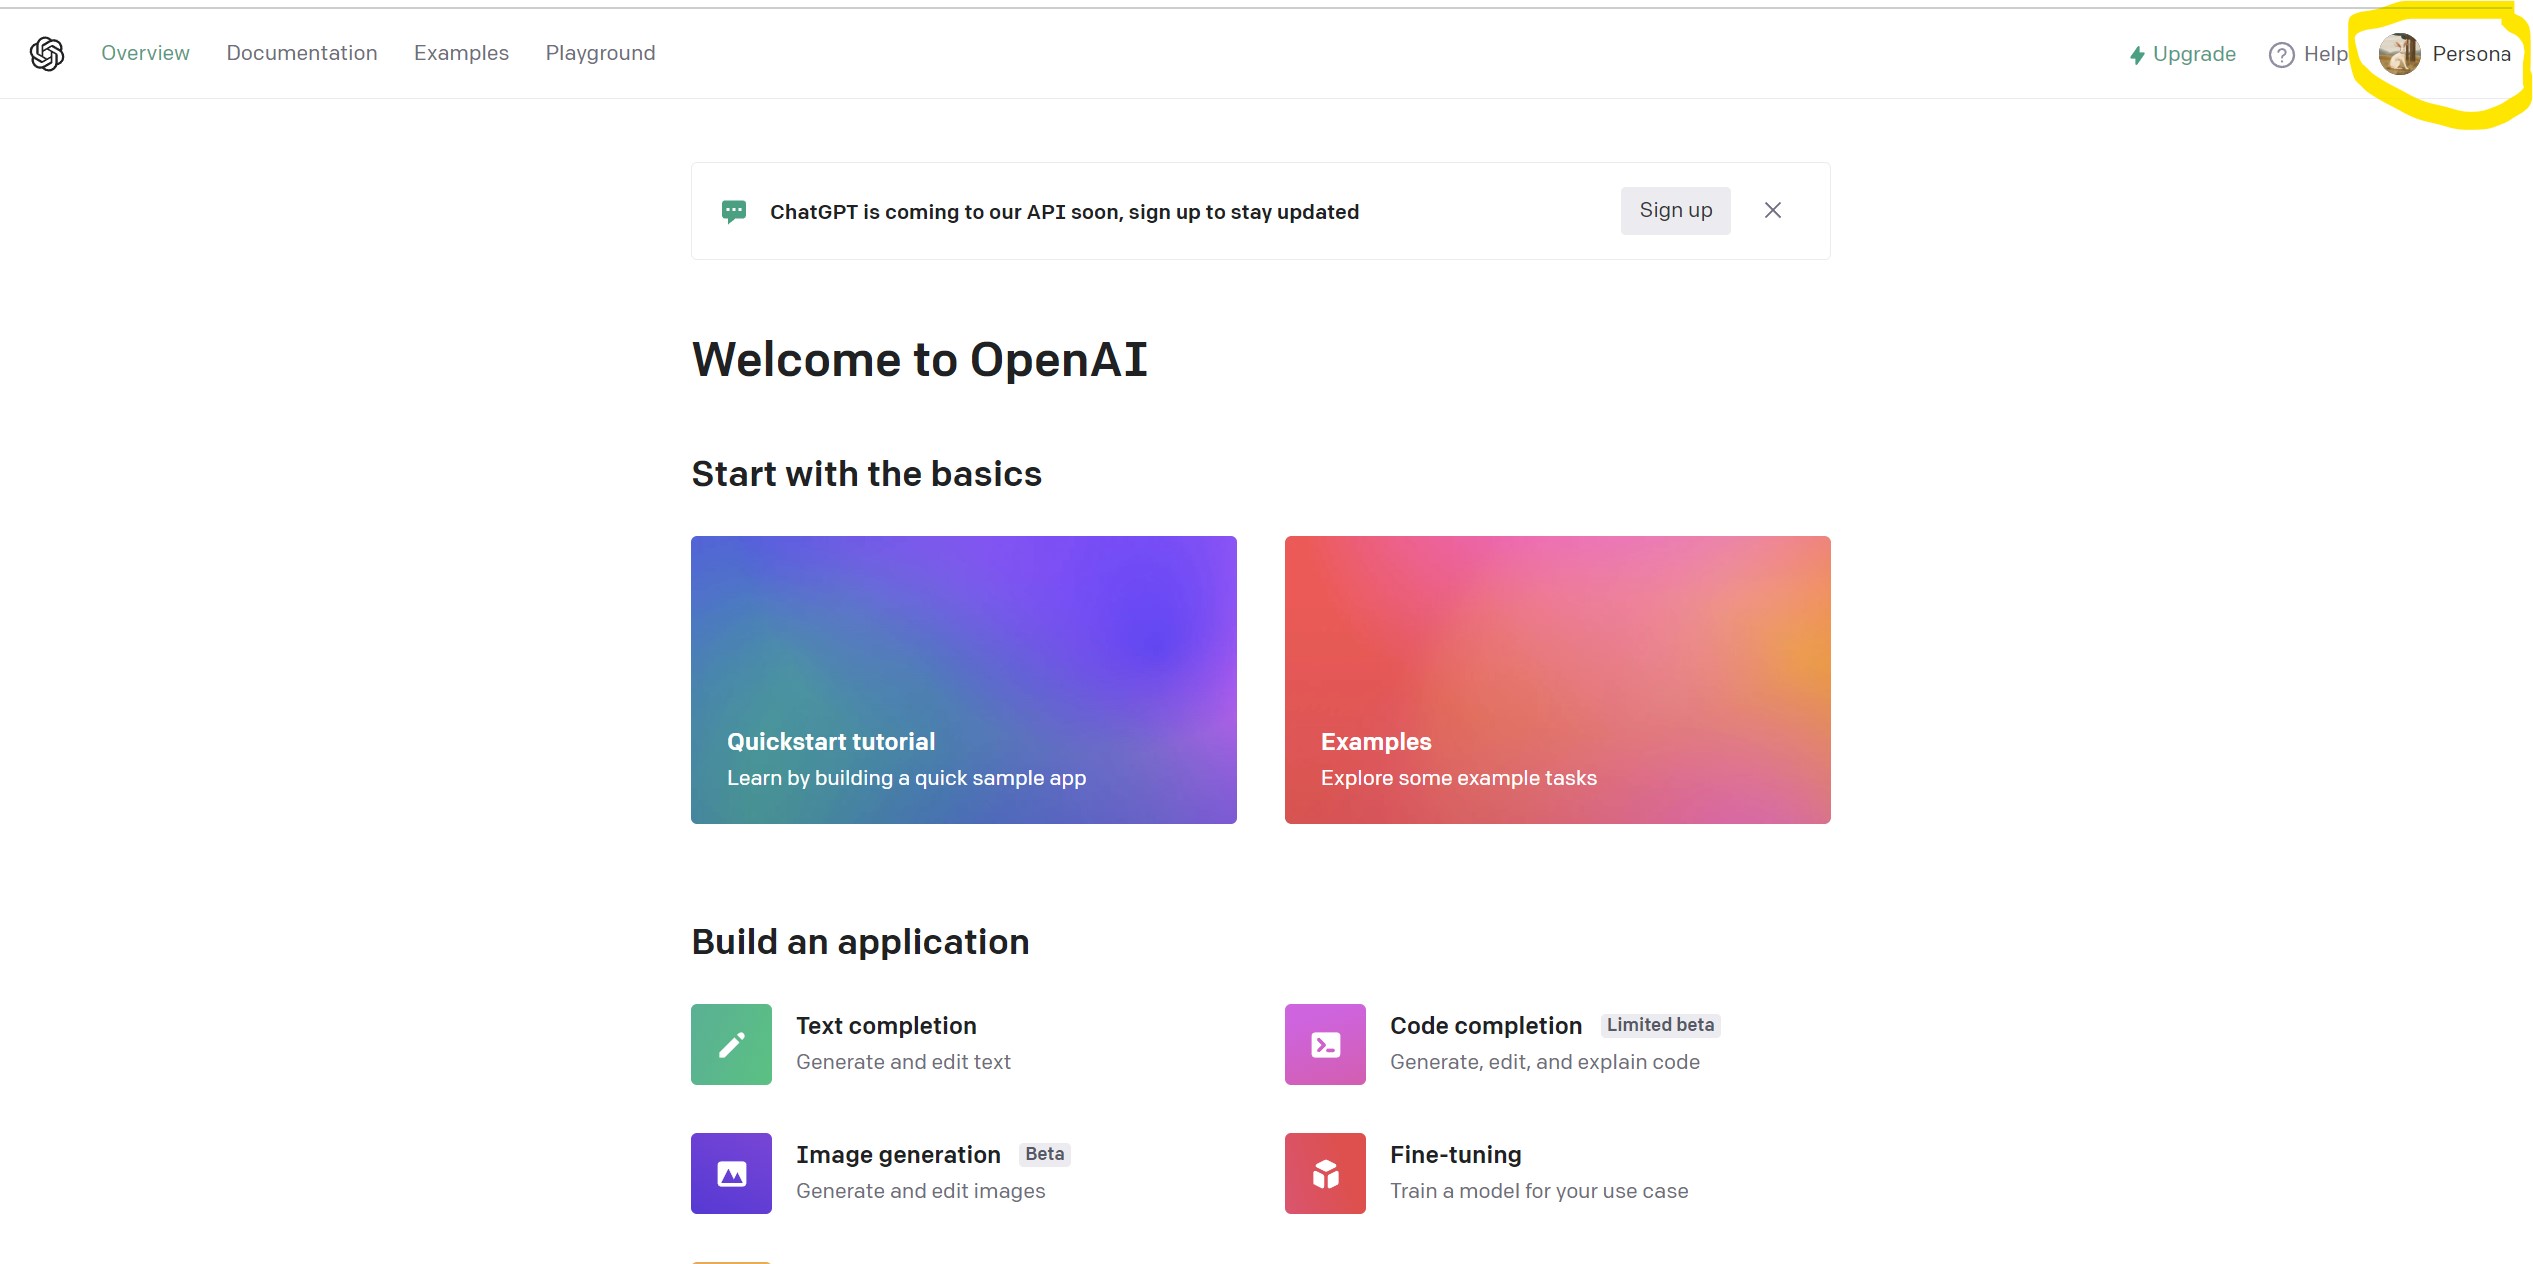 Overview Documentation Examples Playground Upgrade Help Persona
ChatGPT is coming to our API soon, sign up to stay updated Sign up
Welcome to OpenAI
Start with the basics
Quickstart tutorial
Learn by building a quick sample app
Examples
Explore some example tasks
Build an application
Text completion
Generate and edit text
Code completion Limited beta
Generate, edit, and explain code
Image generation Beta
Generate and edit images
Fine-tuning
Train a model for your use case